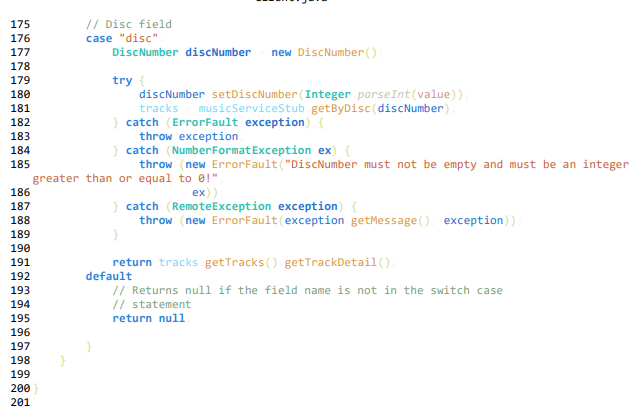 175 // Disc field
176 case "disc"
177 DiscNumber discNumber = new DiscNumber();
178
179 try {
180 discNumber setDiscNumber(Integer parseInt(value));
181 tracks = musicServiceStub getByDisc(discNumber)
182 } catch (ErrorFault exception) {
183 throw exception
184 } catch (NumberFormatException ex) {
185 throw (new ErrorFault("DiscNumber must not be empty and must be an integer
greater than or equal to 0!"
186 ex))
187 } catch (RemoteException exception) {
188 throw (new ErrorFault(exception getMessage(), exception))
189 }
190
191 return tracks getTracks() getTrackDetail()
192 default
193 // Returns null if the field name is not in the switch case
194 // statement
195 return null
196
197 }
198 }
199
200 }
201